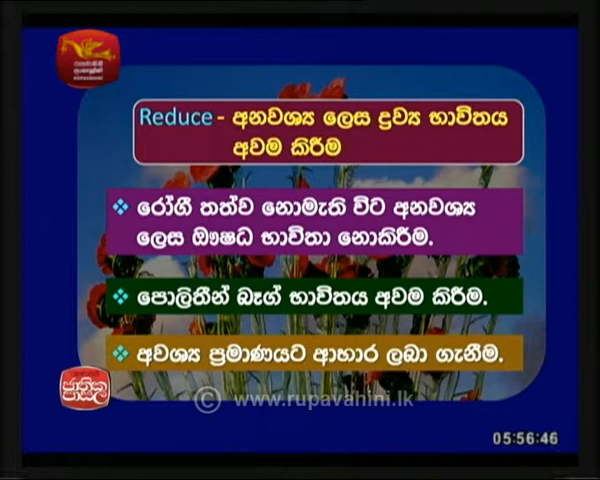 Reduce - අනවශ්‍ය ලෙස ද්‍රව්‍ය භාවිතය
අවම කිරීම
❖ රෝගී තත්ව නොමැති විට අනවශ්‍ය
ලෙස ඖෂධ භාවිතා නොකිරීම.
❖ පොලිතීන් බෑග් භාවිතය අවම කිරීම.
❖ අවශ්‍ය ප්‍රමාණයට ආහාර ලබා ගැනීම.
ජාතික
පාසල
© www.rupavahini.lk
05:56:46